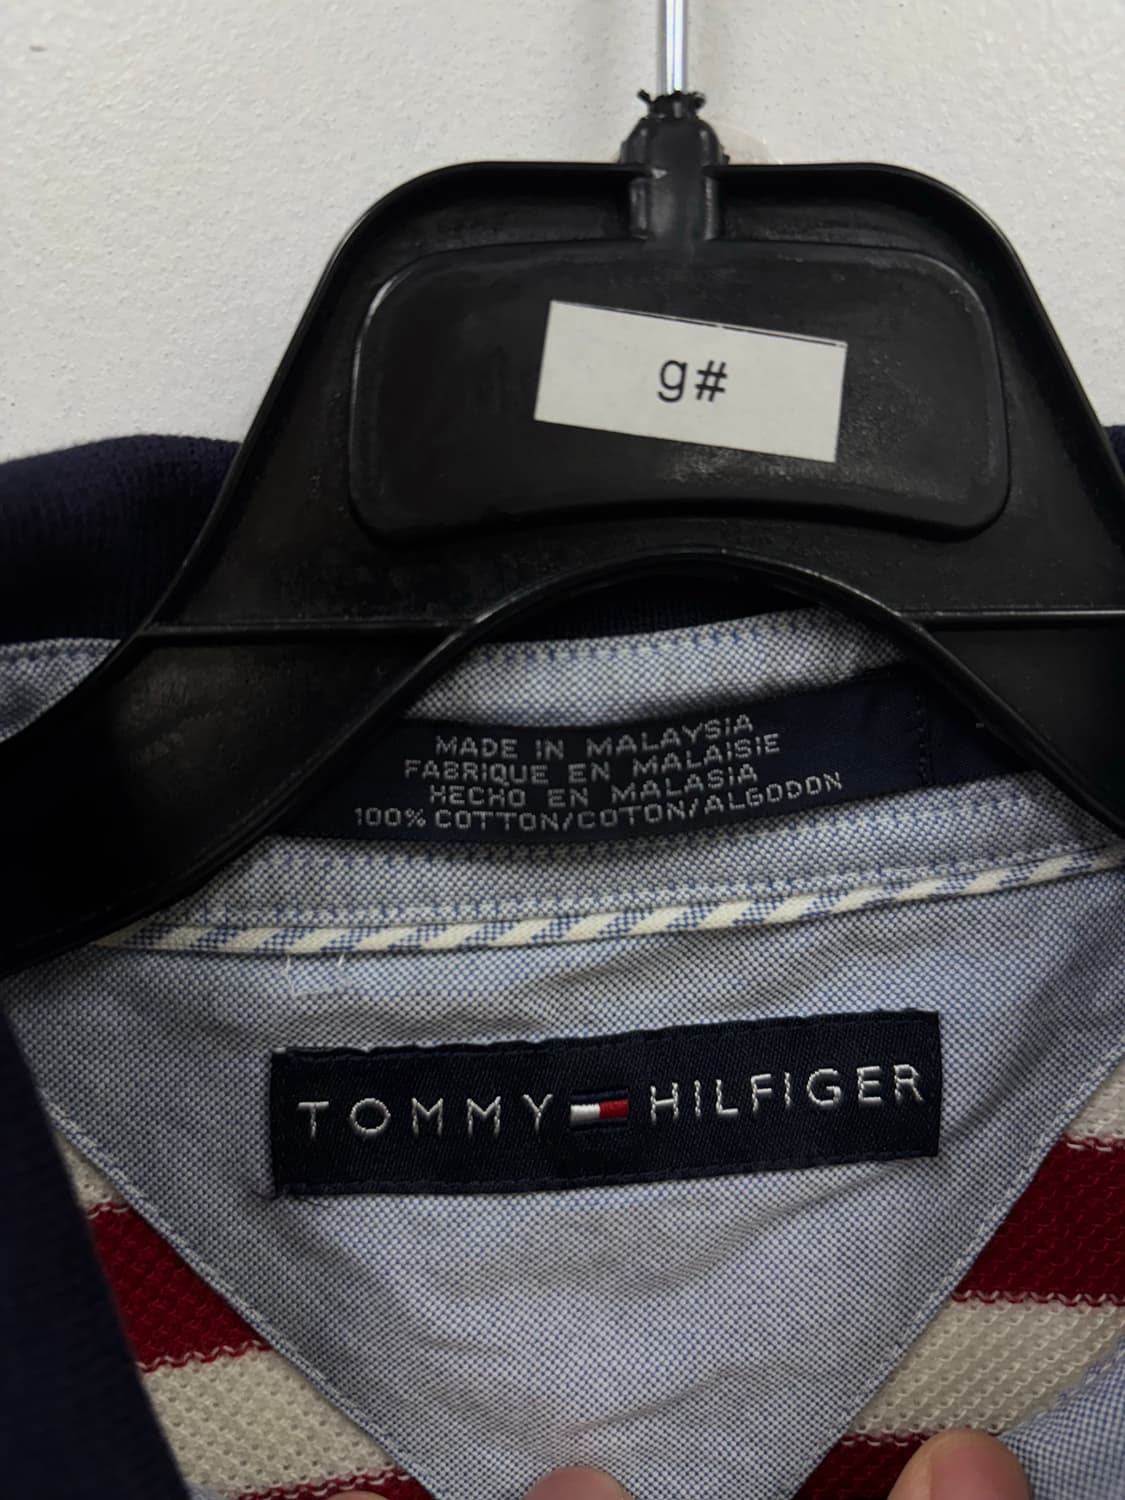 g#
MADE IN MALAYSIA
FABRIQUE EN MALAISIE
HECHO EN MALASIA
100% COTTON/COTON/ALGODON
TOMMY HILFIGER